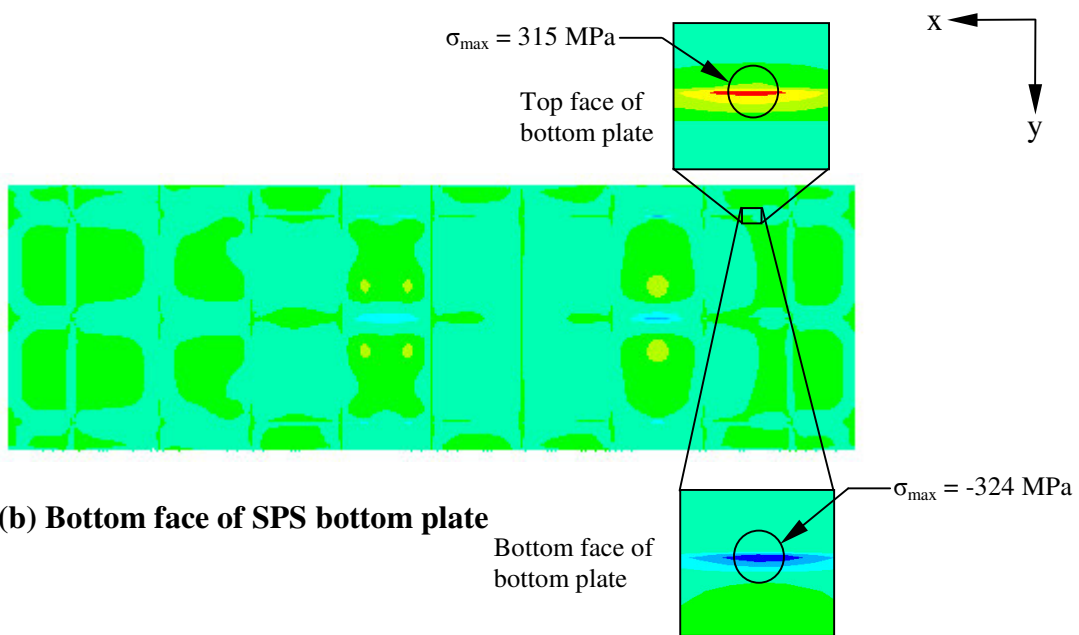 σmax = 315 MPa
x
y
Top face of
bottom plate
σmax = -324 MPa
(b) Bottom face of SPS bottom plate
Bottom face of
bottom plate